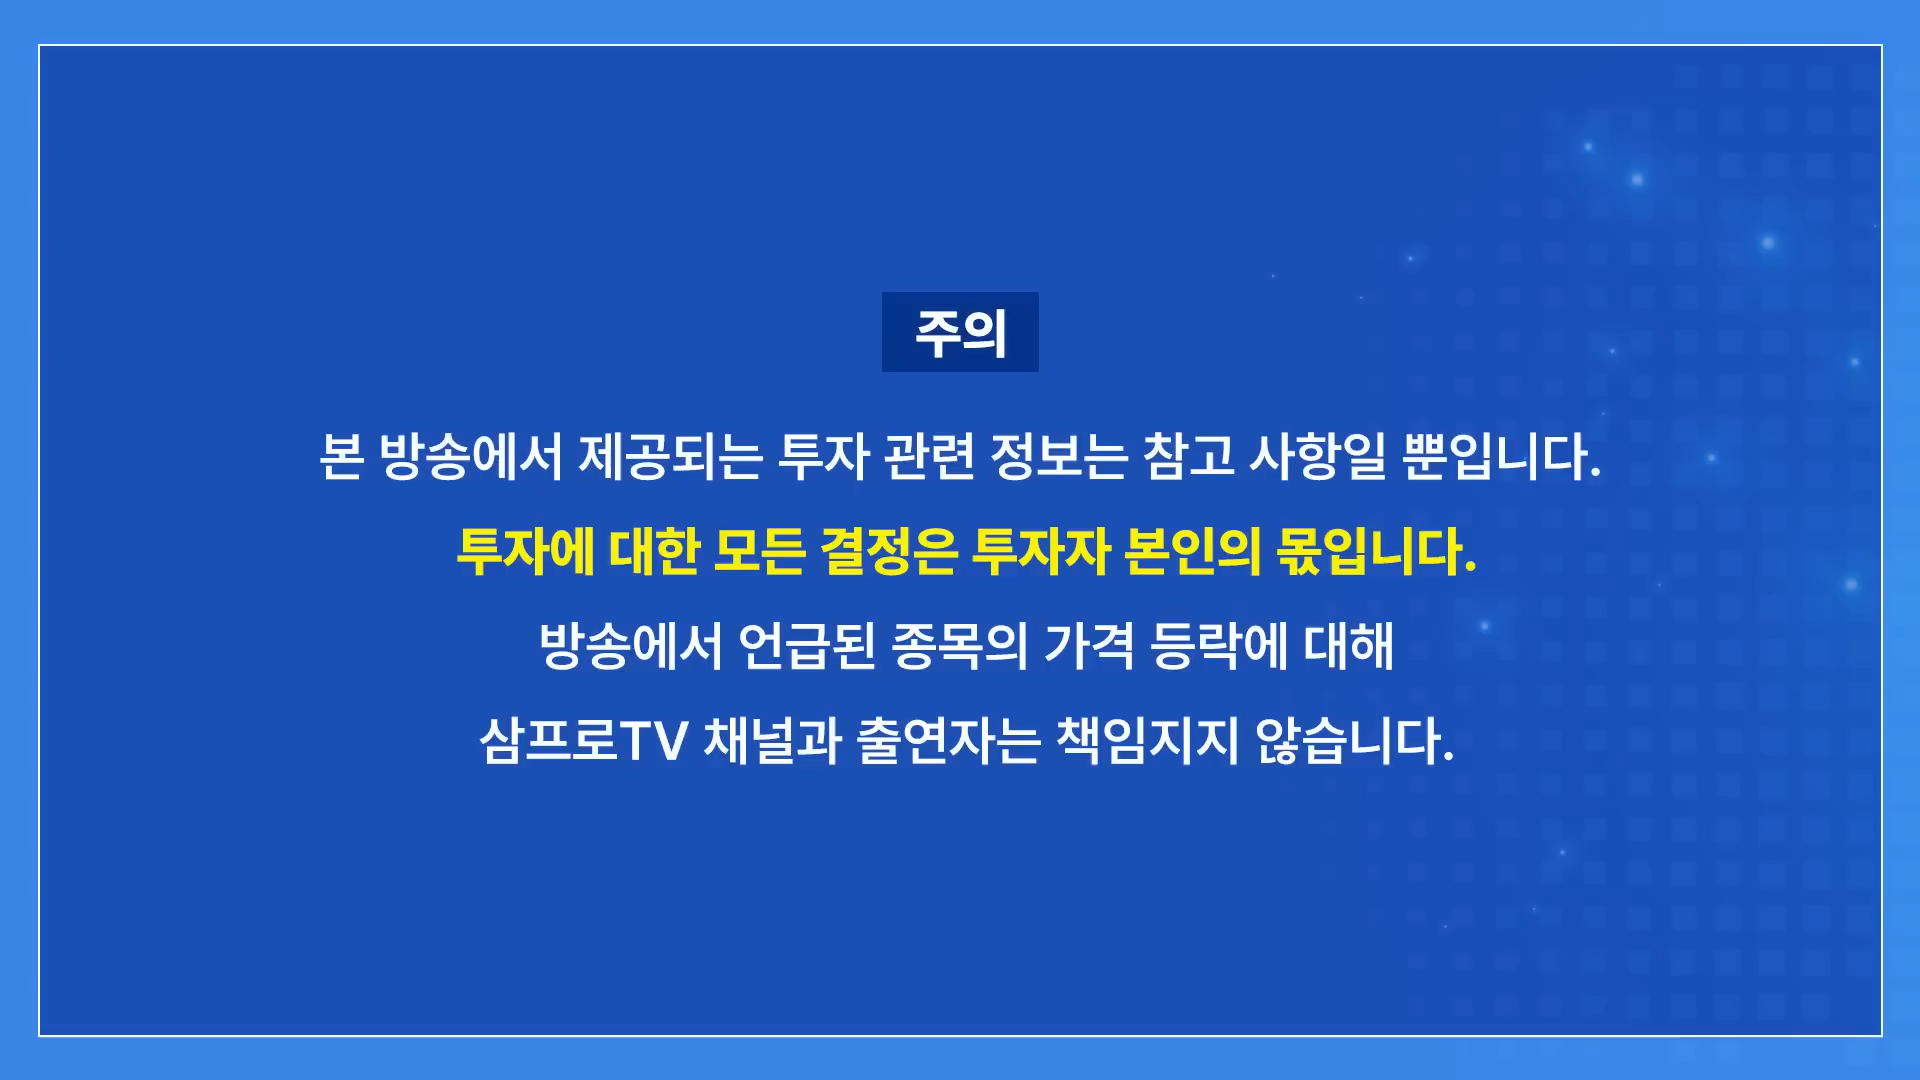 주의
본 방송에서 제공되는 투자 관련 정보는 참고 사항일 뿐입니다.
투자에 대한 모든 결정은 투자자 본인의 몫입니다.
방송에서 언급된 종목의 가격 등락에 대해
삼프로TV 채널과 출연자는 책임지지 않습니다.